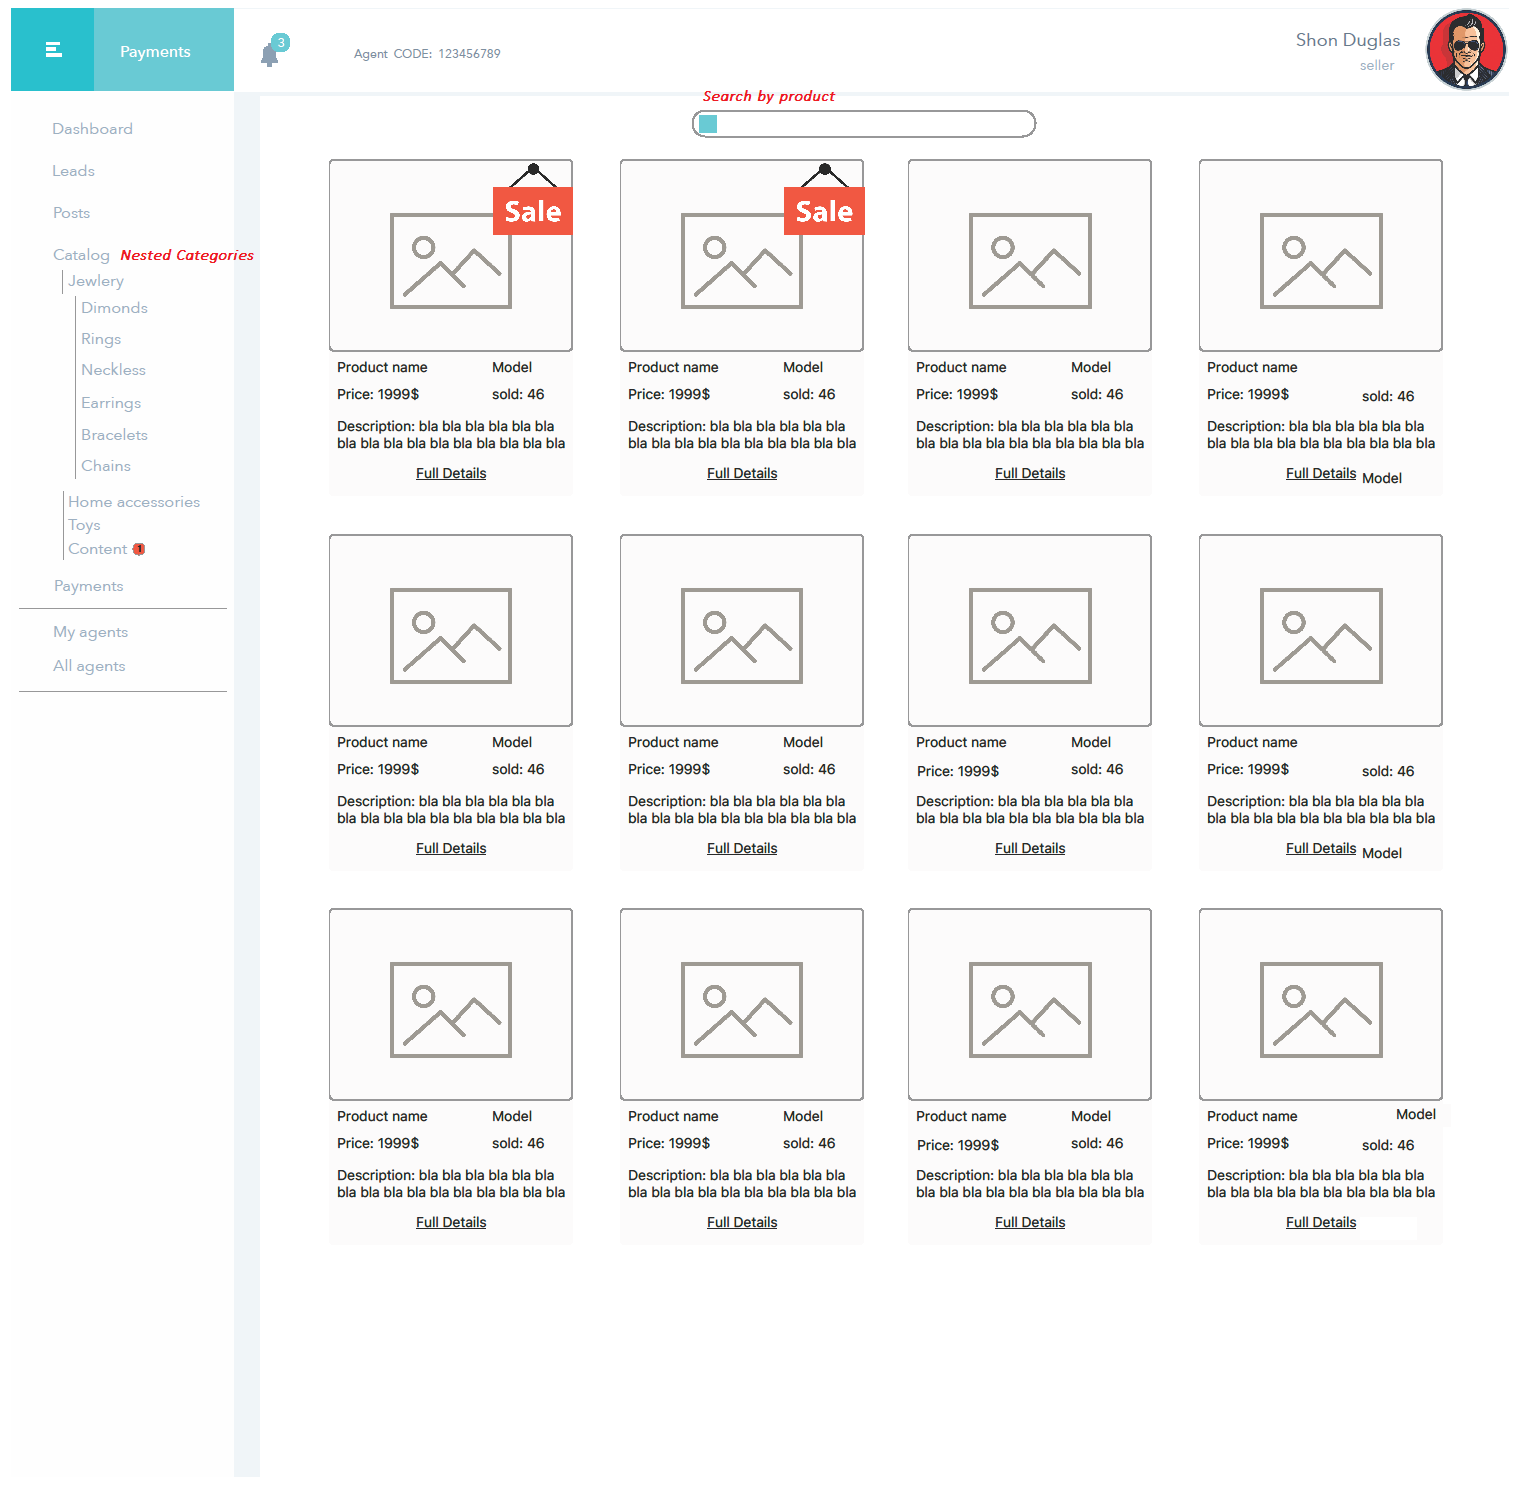 Payments
3
Agent CODE: 123456789
Shon Duglas
seller
Dashboard
Leads
Posts
Catalog Nested Categories
Jewlery
Dimonds
Rings
Neckless
Earrings
Bracelets
Chains
Home accessories
Toys
Content 1
Payments
My agents
All agents
Search by product
Sale
Product name Model
Price: 1999$ sold: 46
Description: bla bla bla bla bla bla
bla bla bla bla bla bla bla bla bla bla
Full Details
Sale
Product name Model
Price: 1999$ sold: 46
Description: bla bla bla bla bla bla
bla bla bla bla bla bla bla bla bla bla
Full Details
Product name Model
Price: 1999$ sold: 46
Description: bla bla bla bla bla bla
bla bla bla bla bla bla bla bla bla bla
Full Details
Product name
Price: 1999$ sold: 46
Description: bla bla bla bla bla bla
bla bla bla bla bla bla bla bla bla bla
Full Details Model
Product name Model
Price: 1999$ sold: 46
Description: bla bla bla bla bla bla
bla bla bla bla bla bla bla bla bla bla
Full Details
Product name Model
Price: 1999$ sold: 46
Description: bla bla bla bla bla bla
bla bla bla bla bla bla bla bla bla bla
Full Details
Product name Model
Price: 1999$ sold: 46
Description: bla bla bla bla bla bla
bla bla bla bla bla bla bla bla bla bla
Full Details
Product name
Price: 1999$ sold: 46
Description: bla bla bla bla bla bla
bla bla bla bla bla bla bla bla bla bla
Full Details Model
Product name Model
Price: 1999$ sold: 46
Description: bla bla bla bla bla bla
bla bla bla bla bla bla bla bla bla bla
Full Details
Product name Model
Price: 1999$ sold: 46
Description: bla bla bla bla bla bla
bla bla bla bla bla bla bla bla bla bla
Full Details
Product name Model
Price: 1999$ sold: 46
Description: bla bla bla bla bla bla
bla bla bla bla bla bla bla bla bla bla
Full Details
Product name Model
Price: 1999$ sold: 46
Description: bla bla bla bla bla bla
bla bla bla bla bla bla bla bla bla bla
Full Details